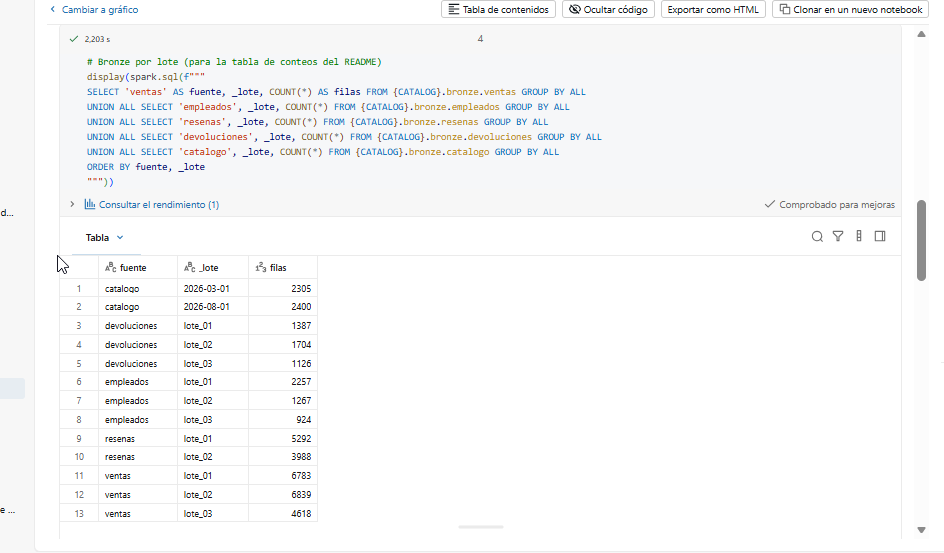 Cambiar a gráfico
Tabla de contenidos
Ocultar código
Exportar como HTML
Clonar en un nuevo notebook
2,203 s
4
# Bronze por lote (para la tabla de conteos del README)
display(spark.sql(f"""
SELECT 'ventas' AS fuente, _lote, COUNT(*) AS filas FROM {CATALOG}.bronze.ventas GROUP BY ALL
UNION ALL SELECT 'empleados', _lote, COUNT(*) FROM {CATALOG}.bronze.empleados GROUP BY ALL
UNION ALL SELECT 'resenas', _lote, COUNT(*) FROM {CATALOG}.bronze.resenas GROUP BY ALL
UNION ALL SELECT 'devoluciones', _lote, COUNT(*) FROM {CATALOG}.bronze.devoluciones GROUP BY ALL
UNION ALL SELECT 'catalogo', _lote, COUNT(*) FROM {CATALOG}.bronze.catalogo GROUP BY ALL
ORDER BY fuente, _lote
"""))
Consultar el rendimiento (1)
Comprobado para mejoras
d...
Tabla
fuente _lote filas
1 catalogo 2026-03-01 2305
2 catalogo 2026-08-01 2400
3 devoluciones lote_01 1387
4 devoluciones lote_02 1704
5 devoluciones lote_03 1126
6 empleados lote_01 2257
7 empleados lote_02 1267
8 empleados lote_03 924
9 resenas lote_01 5292
10 resenas lote_02 3988
11 ventas lote_01 6783
12 ventas lote_02 6839
13 ventas lote_03 4618
e ...